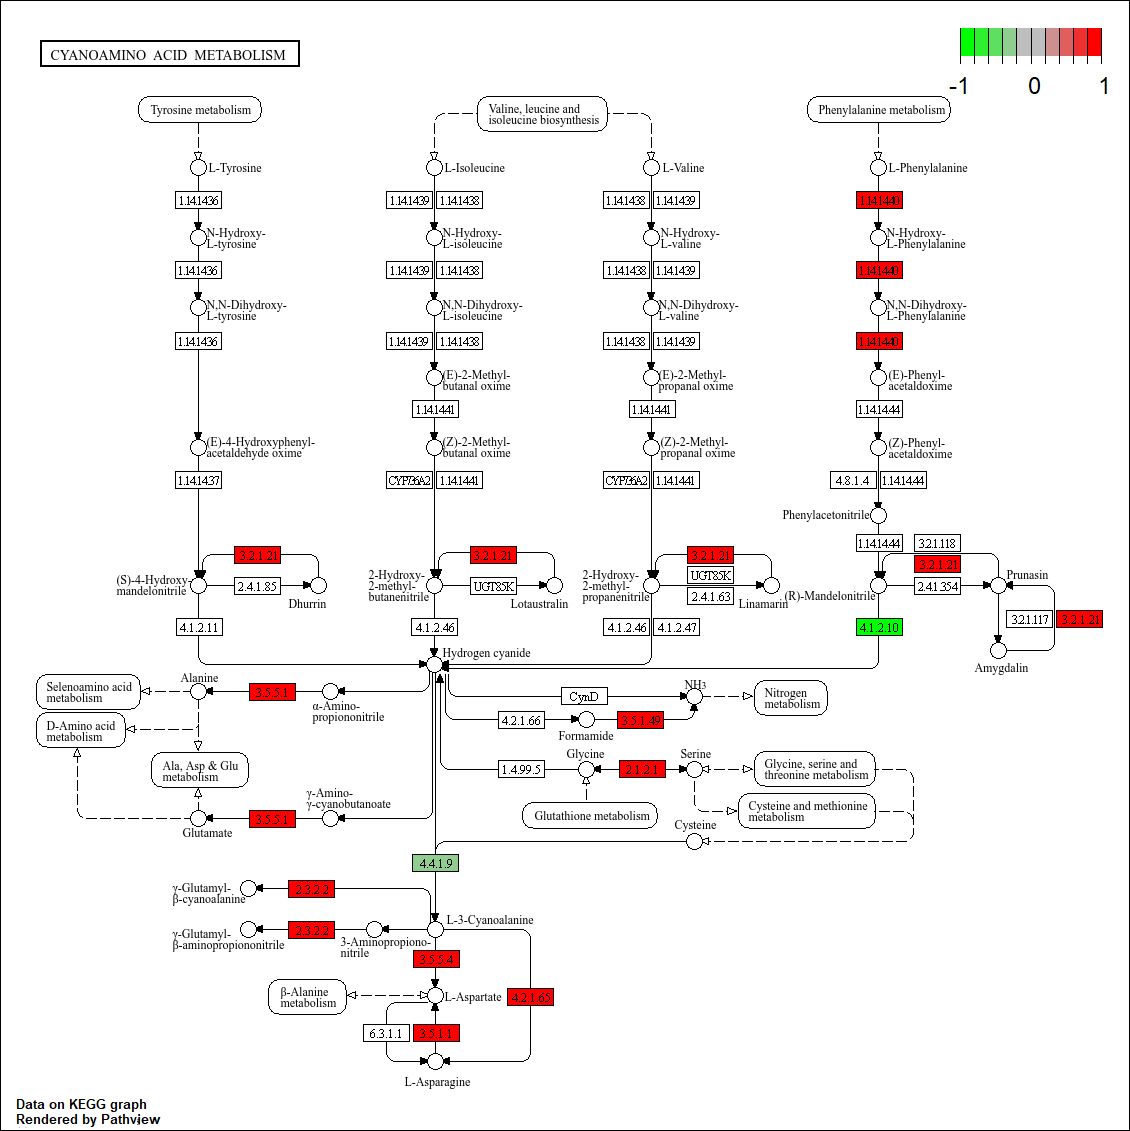 CYANOAMINO ACID METABOLISM
-1 0 1
Tyrosine metabolism
Valine, leucine and
isoleucine biosynthesis
Phenylalanine metabolism
L-Tyrosine
L-Isoleucine
L-Valine
L-Phenylalanine
1.14.14.36
1.14.14.39 1.14.14.38
1.14.14.38 1.14.14.39
1.14.14.40
N-Hydroxy-
L-tyrosine
N-Hydroxy-
L-isoleucine
N-Hydroxy-
L-valine
N-Hydroxy-
L-Phenylalanine
1.14.14.36
1.14.14.39 1.14.14.38
1.14.14.38 1.14.14.39
1.14.14.40
N,N-Dihydroxy-
L-tyrosine
N,N-Dihydroxy-
L-isoleucine
N,N-Dihydroxy-
L-valine
N,N-Dihydroxy-
L-Phenylalanine
1.14.14.36
1.14.14.39 1.14.14.38
1.14.14.38 1.14.14.39
1.14.14.40
(E)-2-Methyl-
butanal oxime
(E)-2-Methyl-
propanal oxime
(E)-Phenyl-
acetaldoxime
1.14.14.41
1.14.14.41
1.14.14.44
(E)-4-Hydroxyphenyl-
acetaldehyde oxime
(Z)-2-Methyl-
butanal oxime
(Z)-2-Methyl-
propanal oxime
(Z)-Phenyl-
acetaldoxime
1.14.14.37
CYP736A2 1.14.14.41
CYP736A2 1.14.14.41
4.8.1.4 1.14.14.44
Phenylacetonitrile
1.14.14.44 3.2.1.118
3.2.1.21
3.2.1.21
3.2.1.21
3.2.1.21
(S)-4-Hydroxy-
mandelonitrile
2.4.1.85
Dhurrin
2-Hydroxy-
2-methyl-
butanenitrile
UGT85K
Lotaustralin
2-Hydroxy-
2-methyl-
propanenitrile
UGT85K
2.4.1.63
Linamarin
(R)-Mandelonitrile
2.4.1.354
Prunasin
4.1.2.11
4.1.2.46
4.1.2.46 4.1.2.47
4.1.2.10
3.2.1.117 3.2.1.21
Amygdalin
Hydrogen cyanide
Selenoamino acid
metabolism
Alanine
3.5.5.1
α-Amino-
propiononitrile
CynD
NH3
Nitrogen
metabolism
D-Amino acid
metabolism
4.2.1.66
Formamide
3.5.1.49
Ala, Asp & Glu
metabolism
1.4.99.5
Glycine
2.1.2.1
Serine
Glycine, serine and
threonine metabolism
γ-Amino-
γ-cyanobutanoate
Glutathione metabolism
Cysteine and methionine
metabolism
Glutamate
3.5.5.1
Cysteine
4.4.1.9
γ-Glutamyl-
β-cyanoalanine
2.3.2.2
L-3-Cyanoalanine
γ-Glutamyl-
β-aminopropiononitrile
2.3.2.2
3-Aminopropiono-
nitrile
3.5.5.4
β-Alanine
metabolism
L-Aspartate
4.2.1.65
6.3.1.1 3.5.1.1
L-Asparagine
Data on KEGG graph
Rendered by Pathview